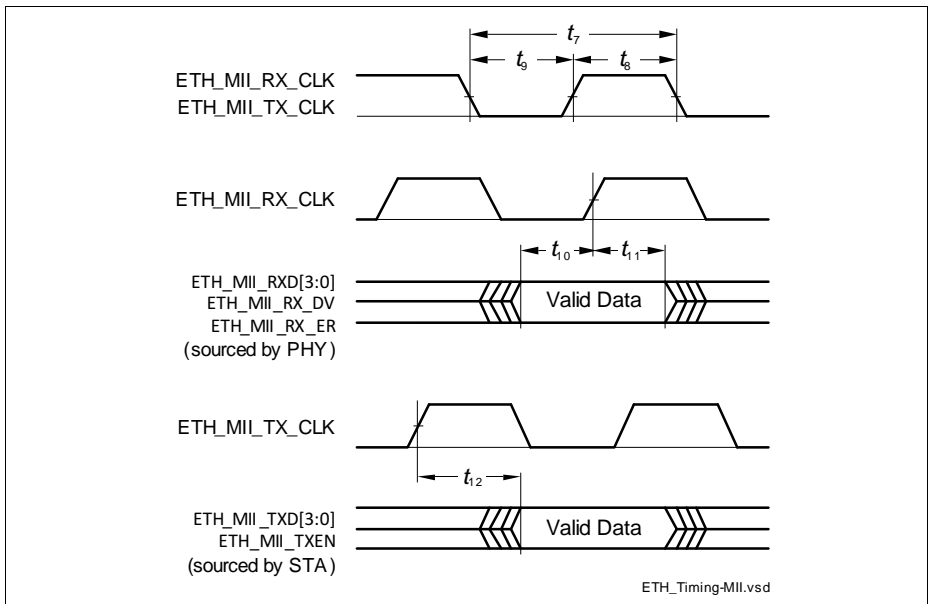 t7
t9 t8
ETH_MII_RX_CLK
ETH_MII_TX_CLK
ETH_MII_RX_CLK
t10 t11
ETH_MII_RXD[3:0]
ETH_MII_RX_DV
ETH_MII_RX_ER
(sourced by PHY)
Valid Data
ETH_MII_TX_CLK
t12
ETH_MII_TXD[3:0]
ETH_MII_TXEN
(sourced by STA)
Valid Data
ETH_Timing-MII.vsd